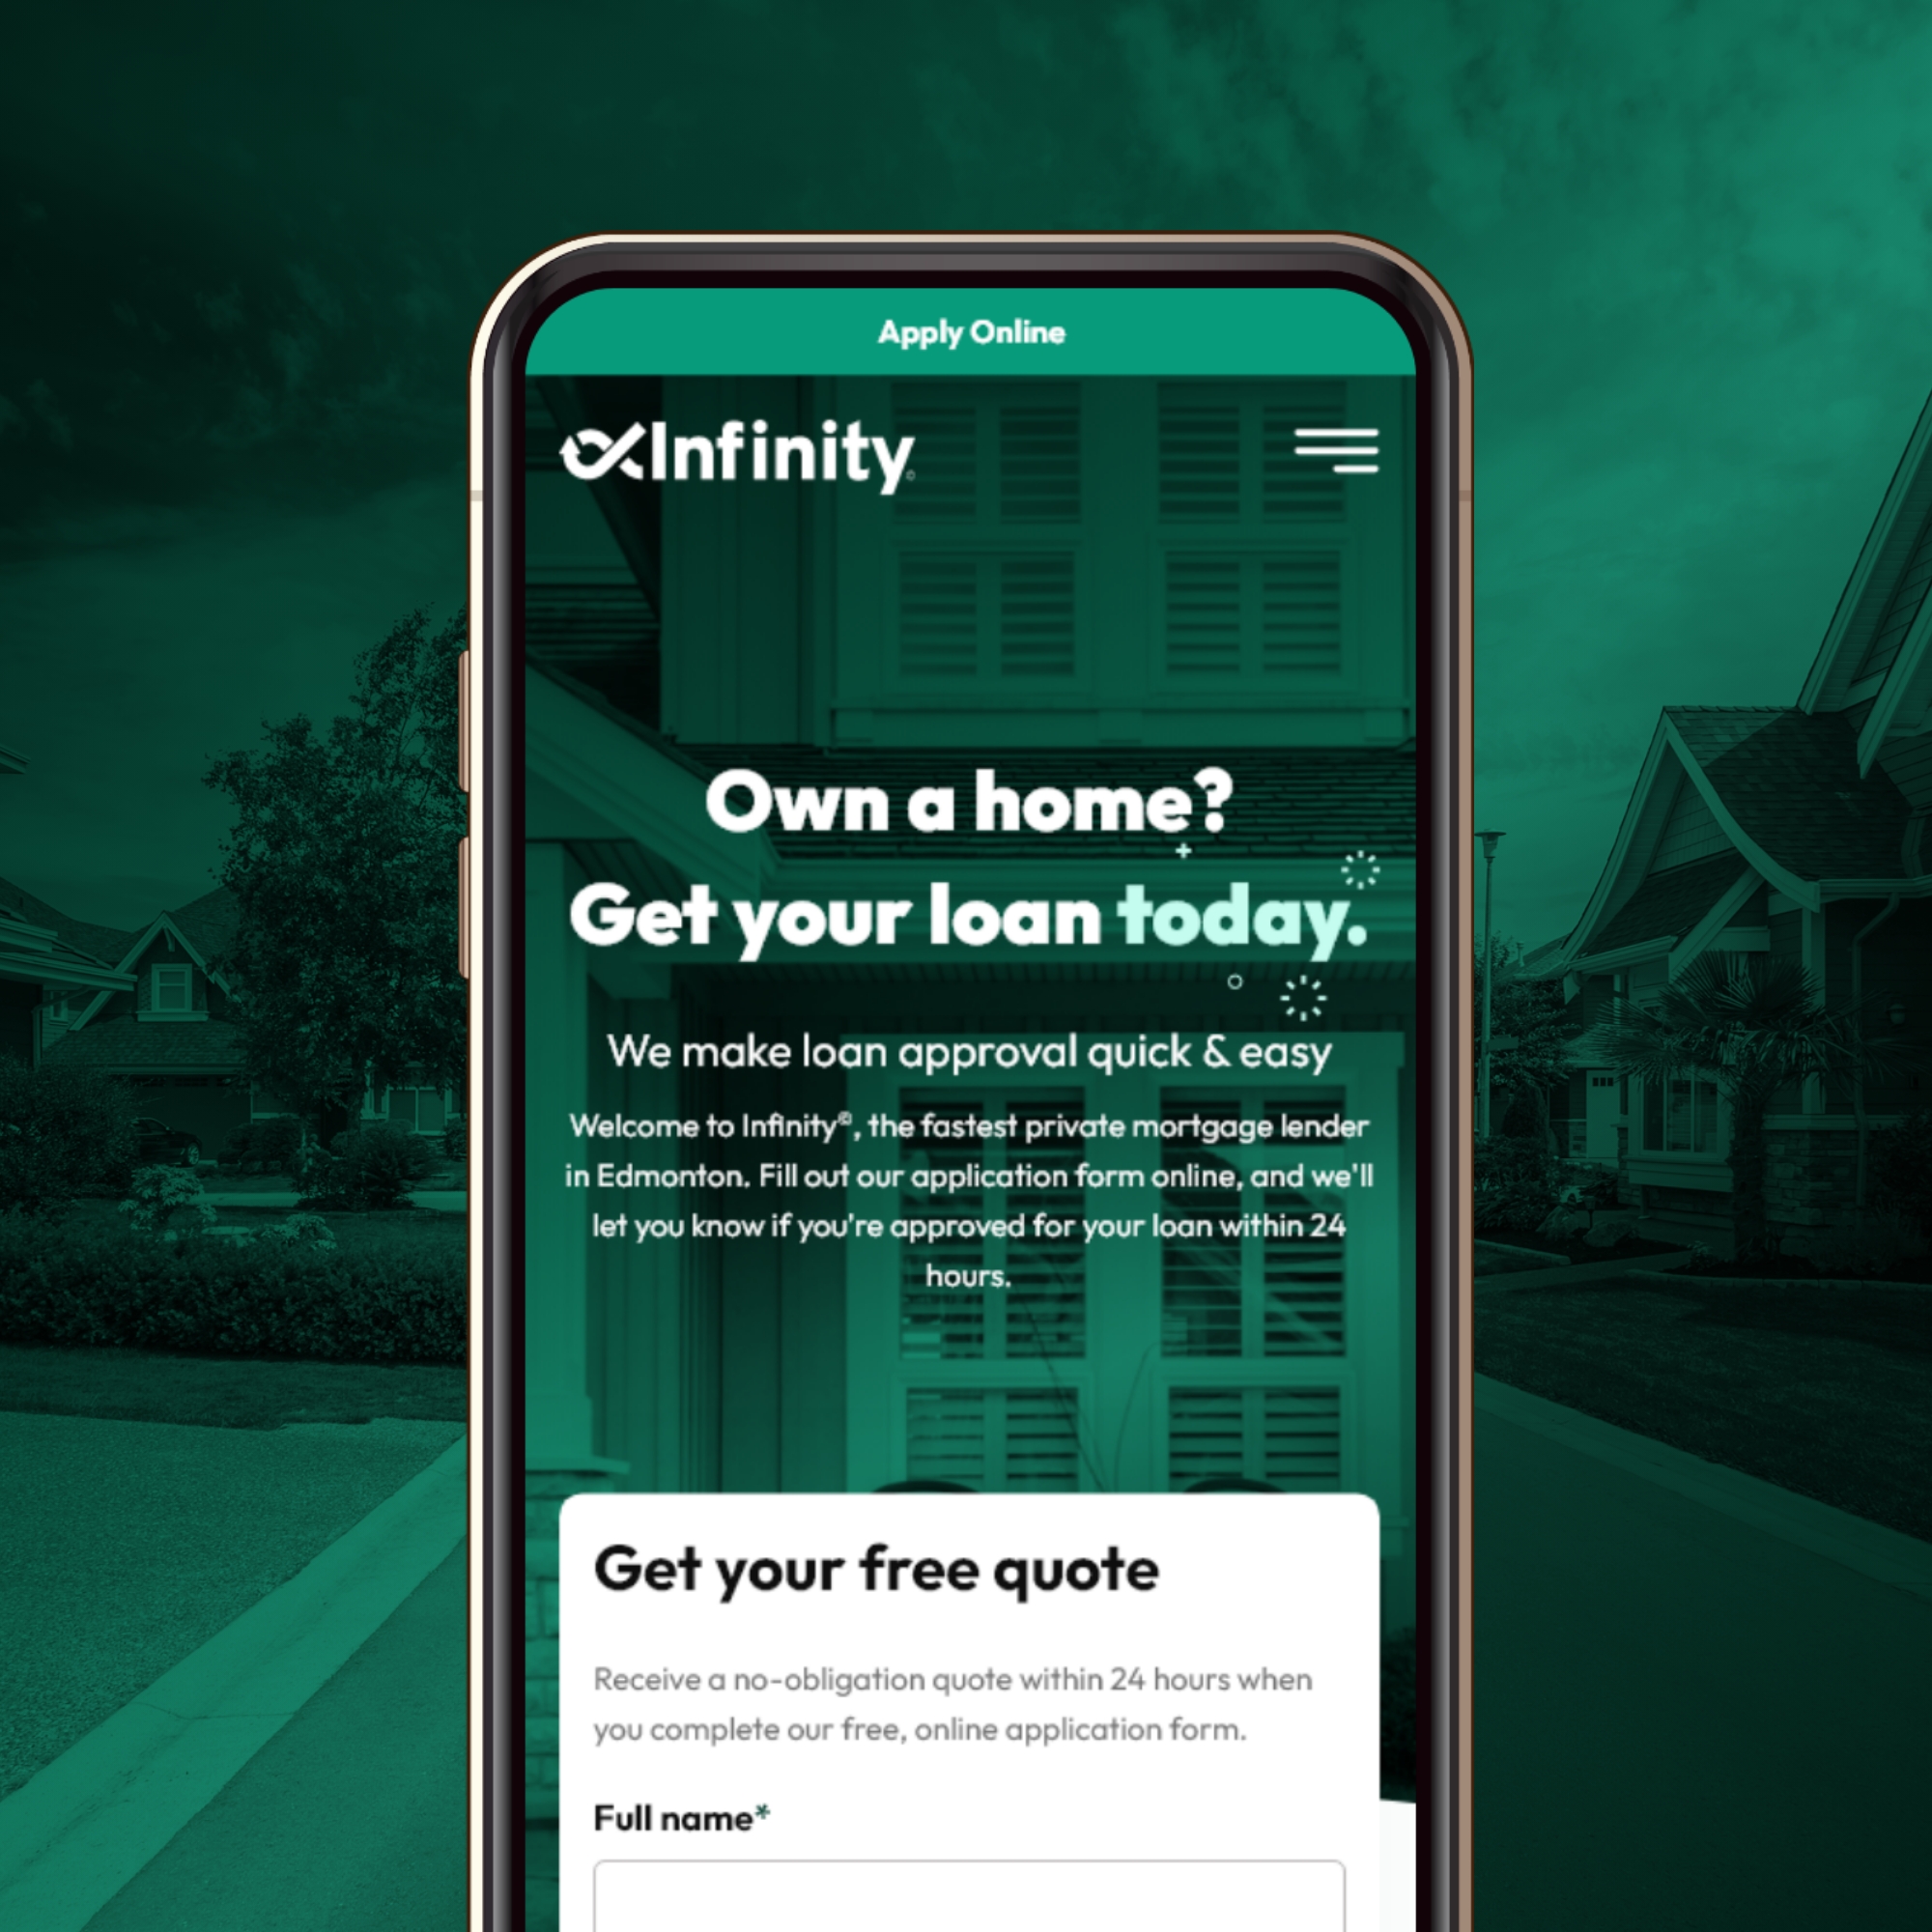 Apply Online
Infinity
Own a home?
Get your loan today.
We make loan approval quick & easy
Welcome to Infinity®, the fastest private mortgage lender
in Edmonton. Fill out our application form online, and we'll
let you know if you're approved for your loan within 24
hours.
Get your free quote
Receive a no-obligation quote within 24 hours when
you complete our free, online application form.
Full name*